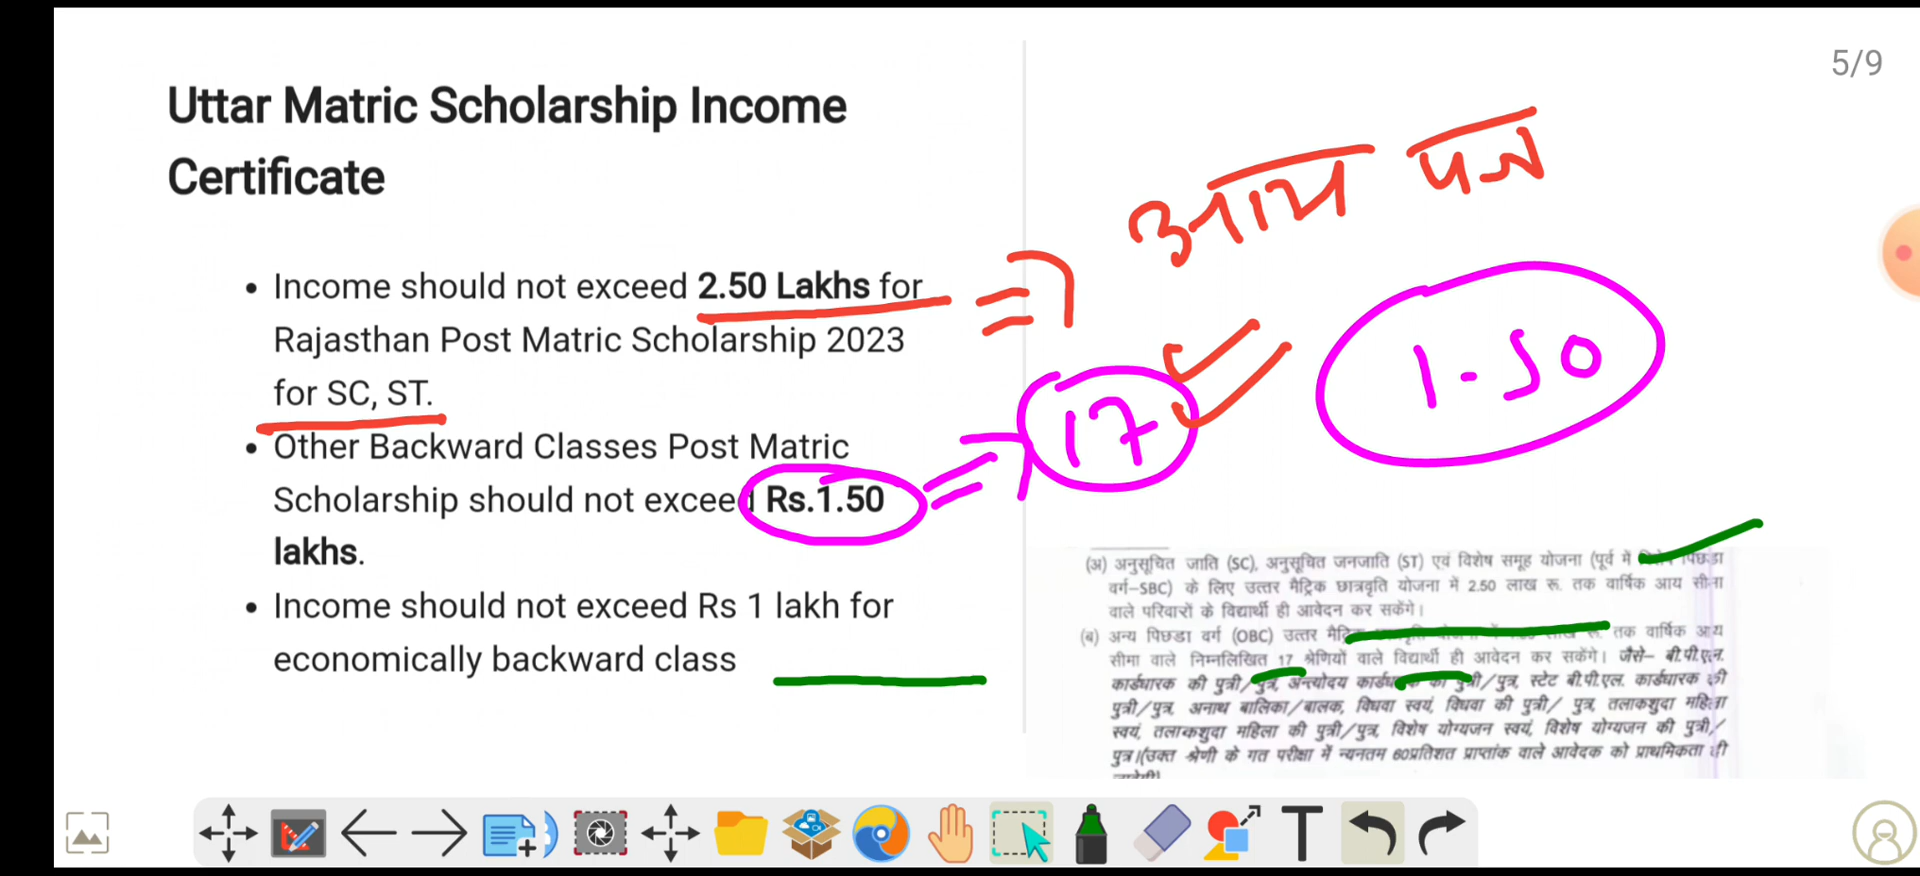 5/9
Uttar Matric Scholarship Income
Certificate
• Income should not exceed 2.50 Lakhs for
Rajasthan Post Matric Scholarship 2023
for SC, ST.
• Other Backward Classes Post Matric
Scholarship should not exceed Rs.1.50
lakhs.
• Income should not exceed Rs 1 lakh for
economically backward class
आय पत्र
1-50
17
(अ) अनुसूचित जाति (SC), अनुसूचित जनजाति (ST) एवं विशेष समूह योजना (पूर्व में पिछडा
वर्ग-SBC) के लिए उत्तर मैट्रिक छात्रवृति योजना में 2.50 लाख रू. तक वार्षिक आय सीमा
वाले परिवारों के विद्यार्थी ही आवेदन कर सकेंगे।
(ब) अन्य पिछडा वर्ग (OBC) उत्तर तक वार्षिक आय
सीमा वाले निम्नलिखित 17 श्रेणियों वाले विद्यार्थी ही आवेदन कर सकेंगे। जैसे- बी.पी.एल.
कार्डधारक की पुत्री/पुत्र, अन्त्योदय कार्डधारक की पुत्री/पुत्र, स्टेट बी.पी.एल. कार्डधारक की
पुत्री/पुत्र, अनाथ बालिका/बालक, विधवा स्वयं, विधवा की पुत्री/ पुत्र, तलाकशुदा महिला
स्वयं, तलाकशुदा महिला की पुत्री/पुत्र, विशेष योग्यजन स्वयं, विशेष योग्यजन की पुत्री/
पुत्र।(उक्त श्रेणी के गत परीक्षा में न्यनतम 60प्रतिशत प्राप्तांक वाले आवेदक को प्राथमिकता दी
T